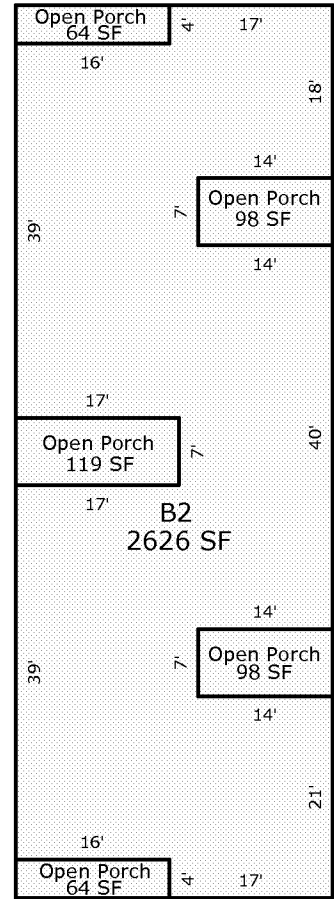 Open Porch
64 SF
4'
17'
16'
18'
14'
Open Porch
98 SF
7'
14'
39'
17'
Open Porch
119 SF
7'
17'
40'
B2
2626 SF
14'
Open Porch
98 SF
7'
14'
39'
21'
16'
Open Porch
64 SF
4'
17'